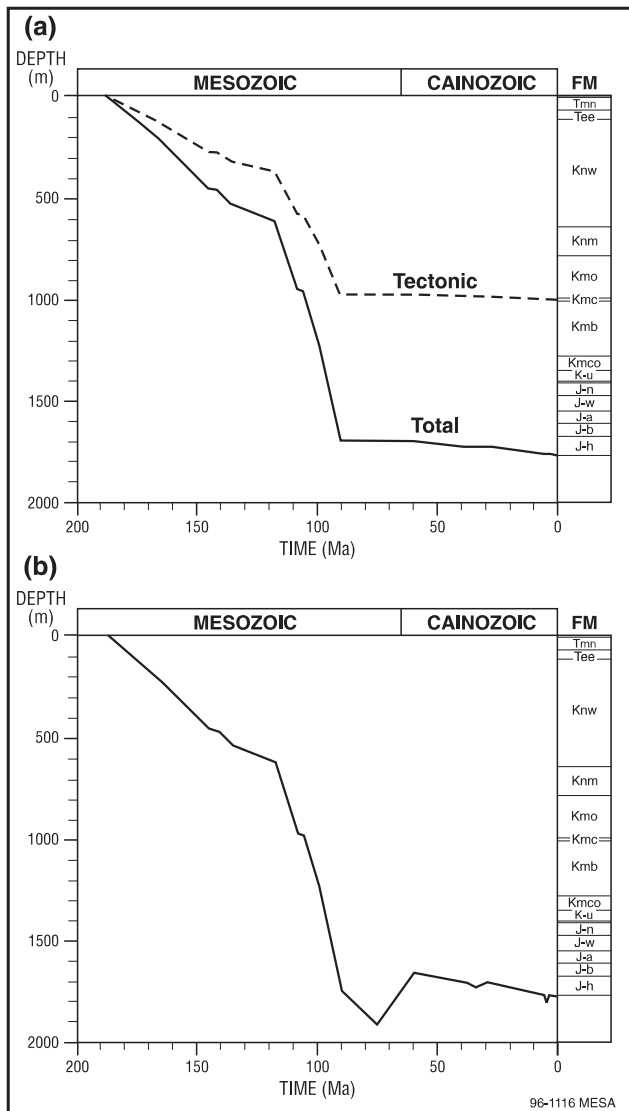 (a)
DEPTH
(m)
MESOZOIC CAINOZOIC FM
0
500
1000
1500
2000
Tectonic
Total
Tmn
Tee
Knw
Knm
Kmo
Kmc
Kmb
Kmco
K-u
J-n
J-w
J-a
J-b
J-h
200 150 100 50 0
TIME (Ma)
(b)
DEPTH
(m)
MESOZOIC CAINOZOIC FM
0
500
1000
1500
2000
Tmn
Tee
Knw
Knm
Kmo
Kmc
Kmb
Kmco
K-u
J-n
J-w
J-a
J-b
J-h
200 150 100 50 0
TIME (Ma)
96-1116 MESA